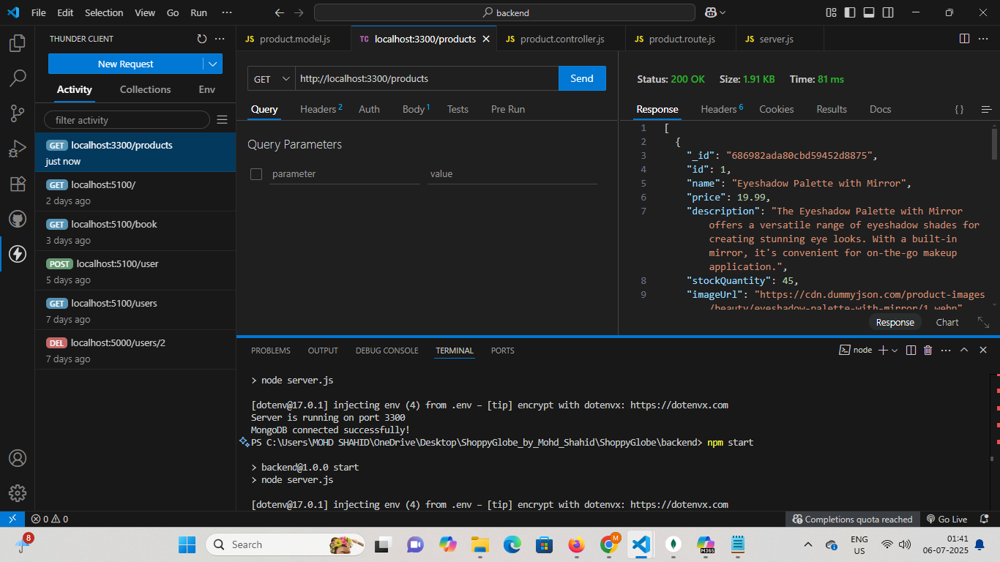 File Edit Selection View Go Run ···
backend
THUNDER CLIENT
New Request
Activity Collections Env
filter activity
GET localhost:3300/products
just now
GET localhost:5100/
2 days ago
GET localhost:5100/book
3 days ago
POST localhost:5100/user
5 days ago
GET localhost:5100/users
7 days ago
DEL localhost:5000/users/2
7 days ago
JS product.model.js
TC localhost:3300/products
JS product.controller.js
JS product.route.js
JS server.js
GET http://localhost:3300/products Send
Query Headers 2 Auth Body 1 Tests Pre Run
Query Parameters
parameter value
Status: 200 OK Size: 1.91 KB Time: 81 ms
Response Headers 6 Cookies Results Docs { }
1 [
2 {
3 "_id": "686982ada80cbd59452d8875",
4 "id": 1,
5 "name": "Eyeshadow Palette with Mirror",
6 "price": 19.99,
7 "description": "The Eyeshadow Palette with Mirror
offers a versatile range of eyeshadow shades for
creating stunning eye looks. With a built-in
mirror, it's convenient for on-the-go makeup
application.",
8 "stockQuantity": 45,
9 "imageUrl": "https://cdn.dummyjson.com/product-images
/beauty/eyeshadow-palette-with-mirror/1.webp"
Response Chart
PROBLEMS OUTPUT DEBUG CONSOLE TERMINAL PORTS
node
> node server.js
[dotenv@17.0.1] injecting env (4) from .env – [tip] encrypt with dotenvx: https://dotenvx.com
Server is running on port 3300
MongoDB connected successfully!
PS C:\Users\MOHD SHAHID\OneDrive\Desktop\ShoppyGlobe_by_Mohd_Shahid\ShoppyGlobe\backend> npm start
> backend@1.0.0 start
> node server.js
[dotenv@17.0.1] injecting env (4) from .env – [tip] encrypt with dotenvx: https://dotenvx.com
0 0
Completions quota reached
Go Live
8
Search
M
M365
ENG
US
01:41
06-07-2025